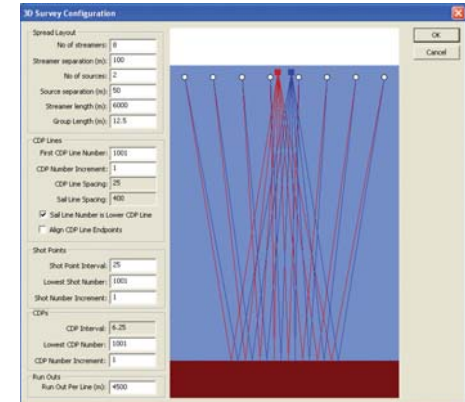 3D Survey Configuration
Spread Layout
No of streamers: 8
Streamer separation (m): 100
No of sources: 2
Source separation (m): 50
Streamer length (m): 6000
Group Length (m): 12.5
CDP Lines
First CDP Line Number: 1001
CDP Number Increment: 1
CDP Line Spacing: 25
Sail Line Spacing: 400
Sail Line Number is Lower CDP Line
Align CDP Line Endpoints
Shot Points
Shot Point Interval: 25
Lowest Shot Number: 1001
Shot Number Increment: 1
CDPs
CDP Interval: 6.25
Lowest CDP Number: 1001
CDP Number Increment: 1
Run Outs
Run Out Per Line (m): 4500
OK
Cancel